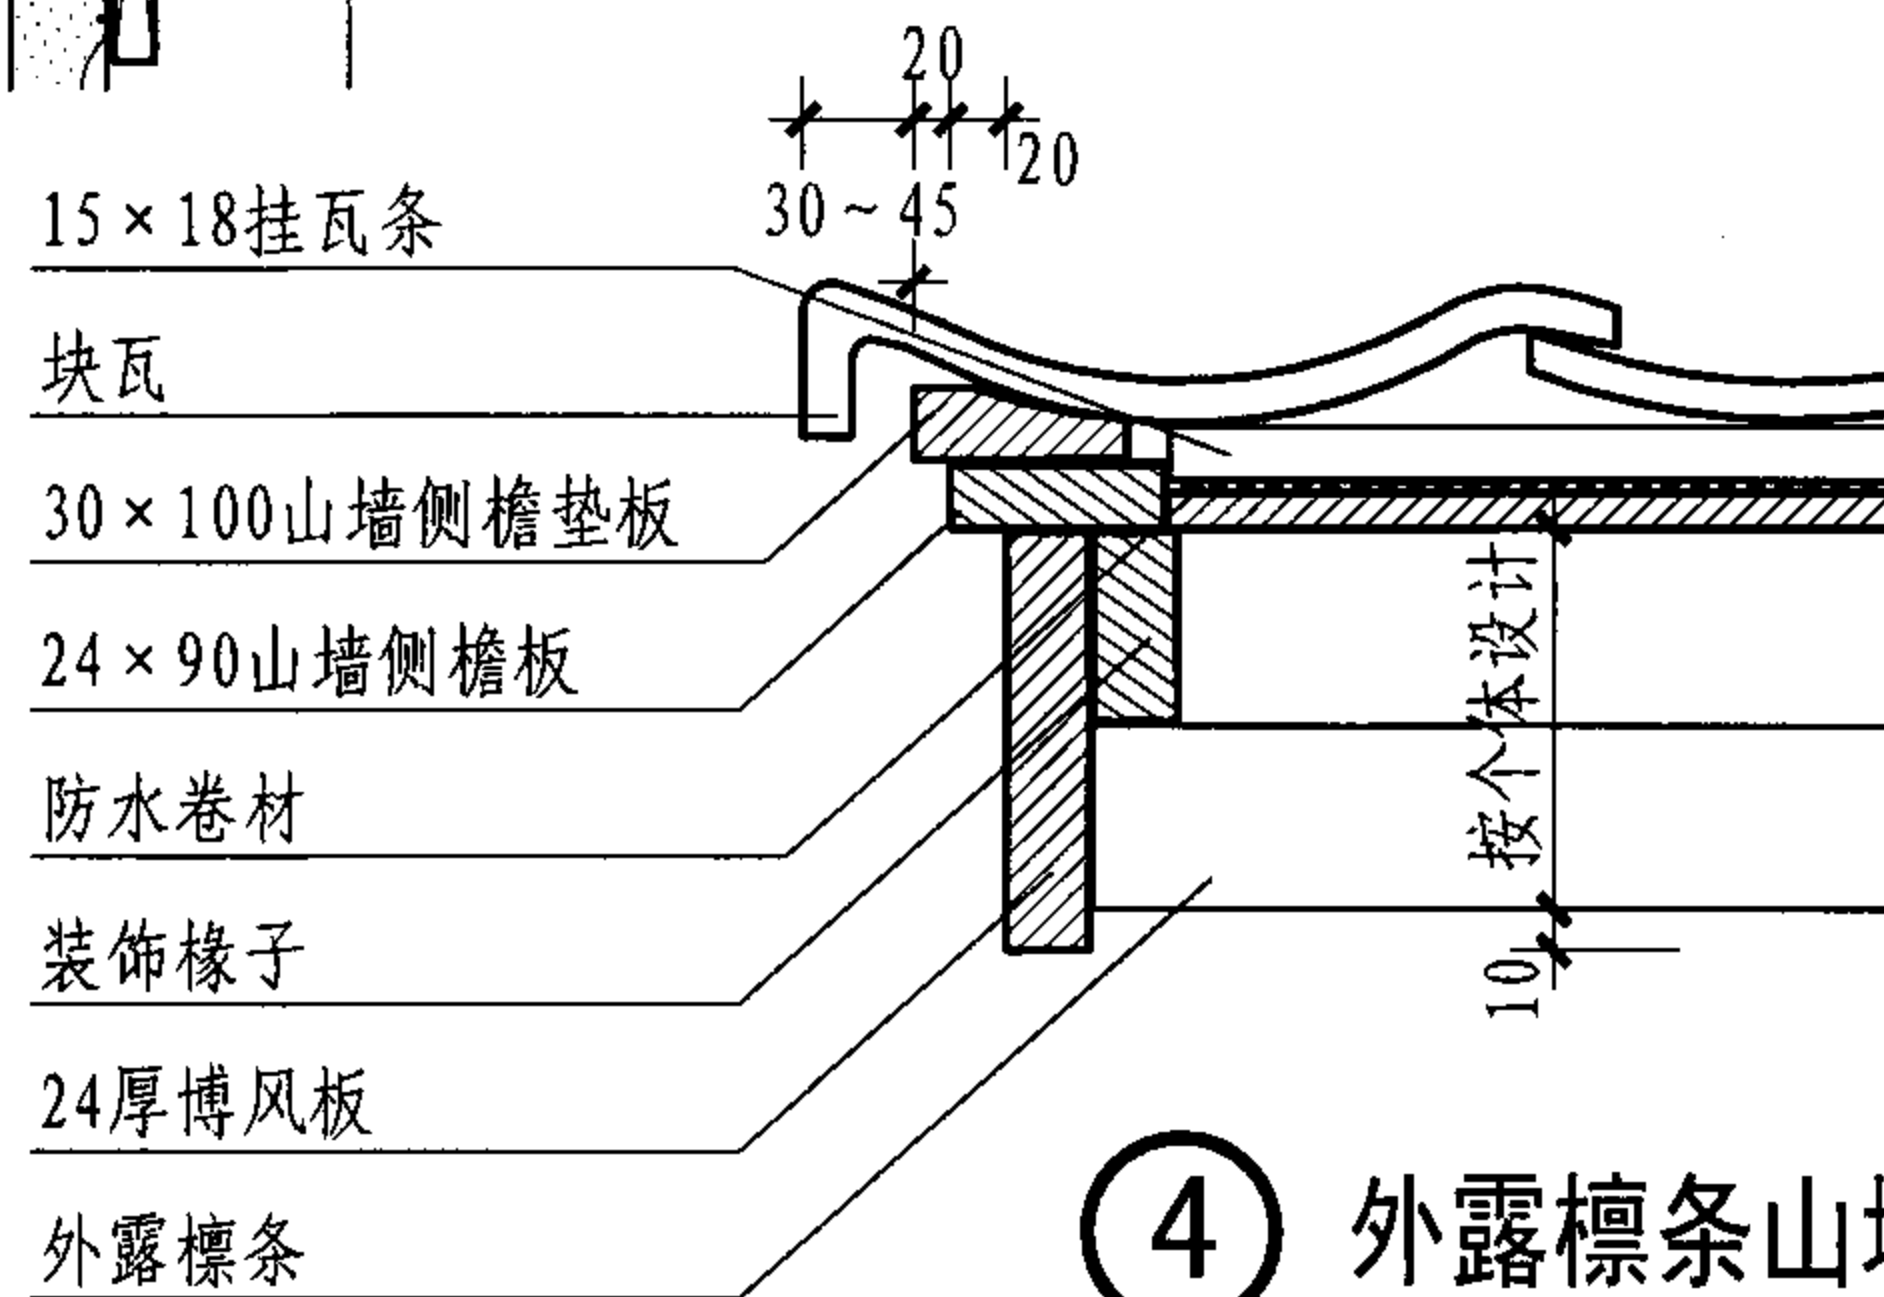 20
20
30~45
15×18挂瓦条
块瓦
30×100山墙侧檐垫板
24×90山墙侧檐板
防水卷材
装饰椽子
24厚博风板
外露檩条
按个体设计
10
4 外露檩条山